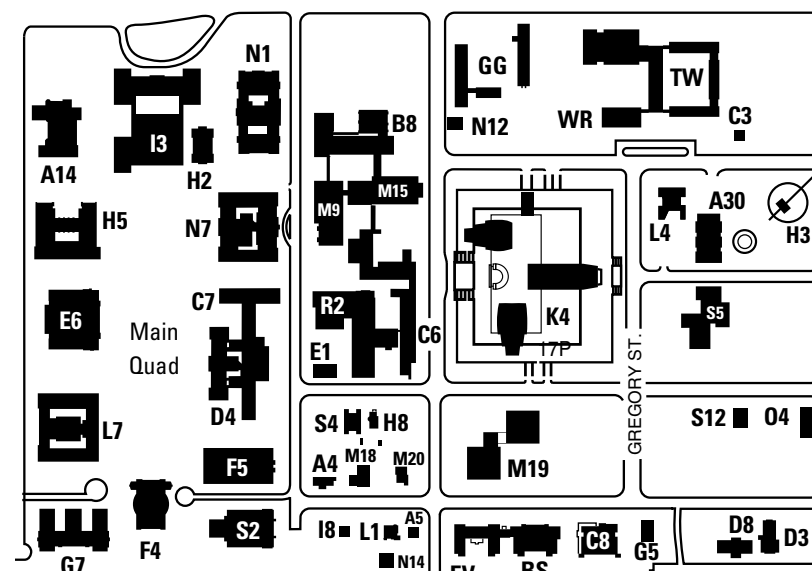 N1
GG
TW
I3
B8
N12
WR
C3
A14
H2
M15
M9
A30
H5
N7
L4
H3
C7
R2
E6
Main
Quad
C6
K4
S5
E1
17P
GREGORY ST.
D4
L7
S4
H8
S12
O4
F5
A4
M18
M20
M19
F4
S2
I8
L1
A5
C8
G5
D8
D3
G7
N14
BS